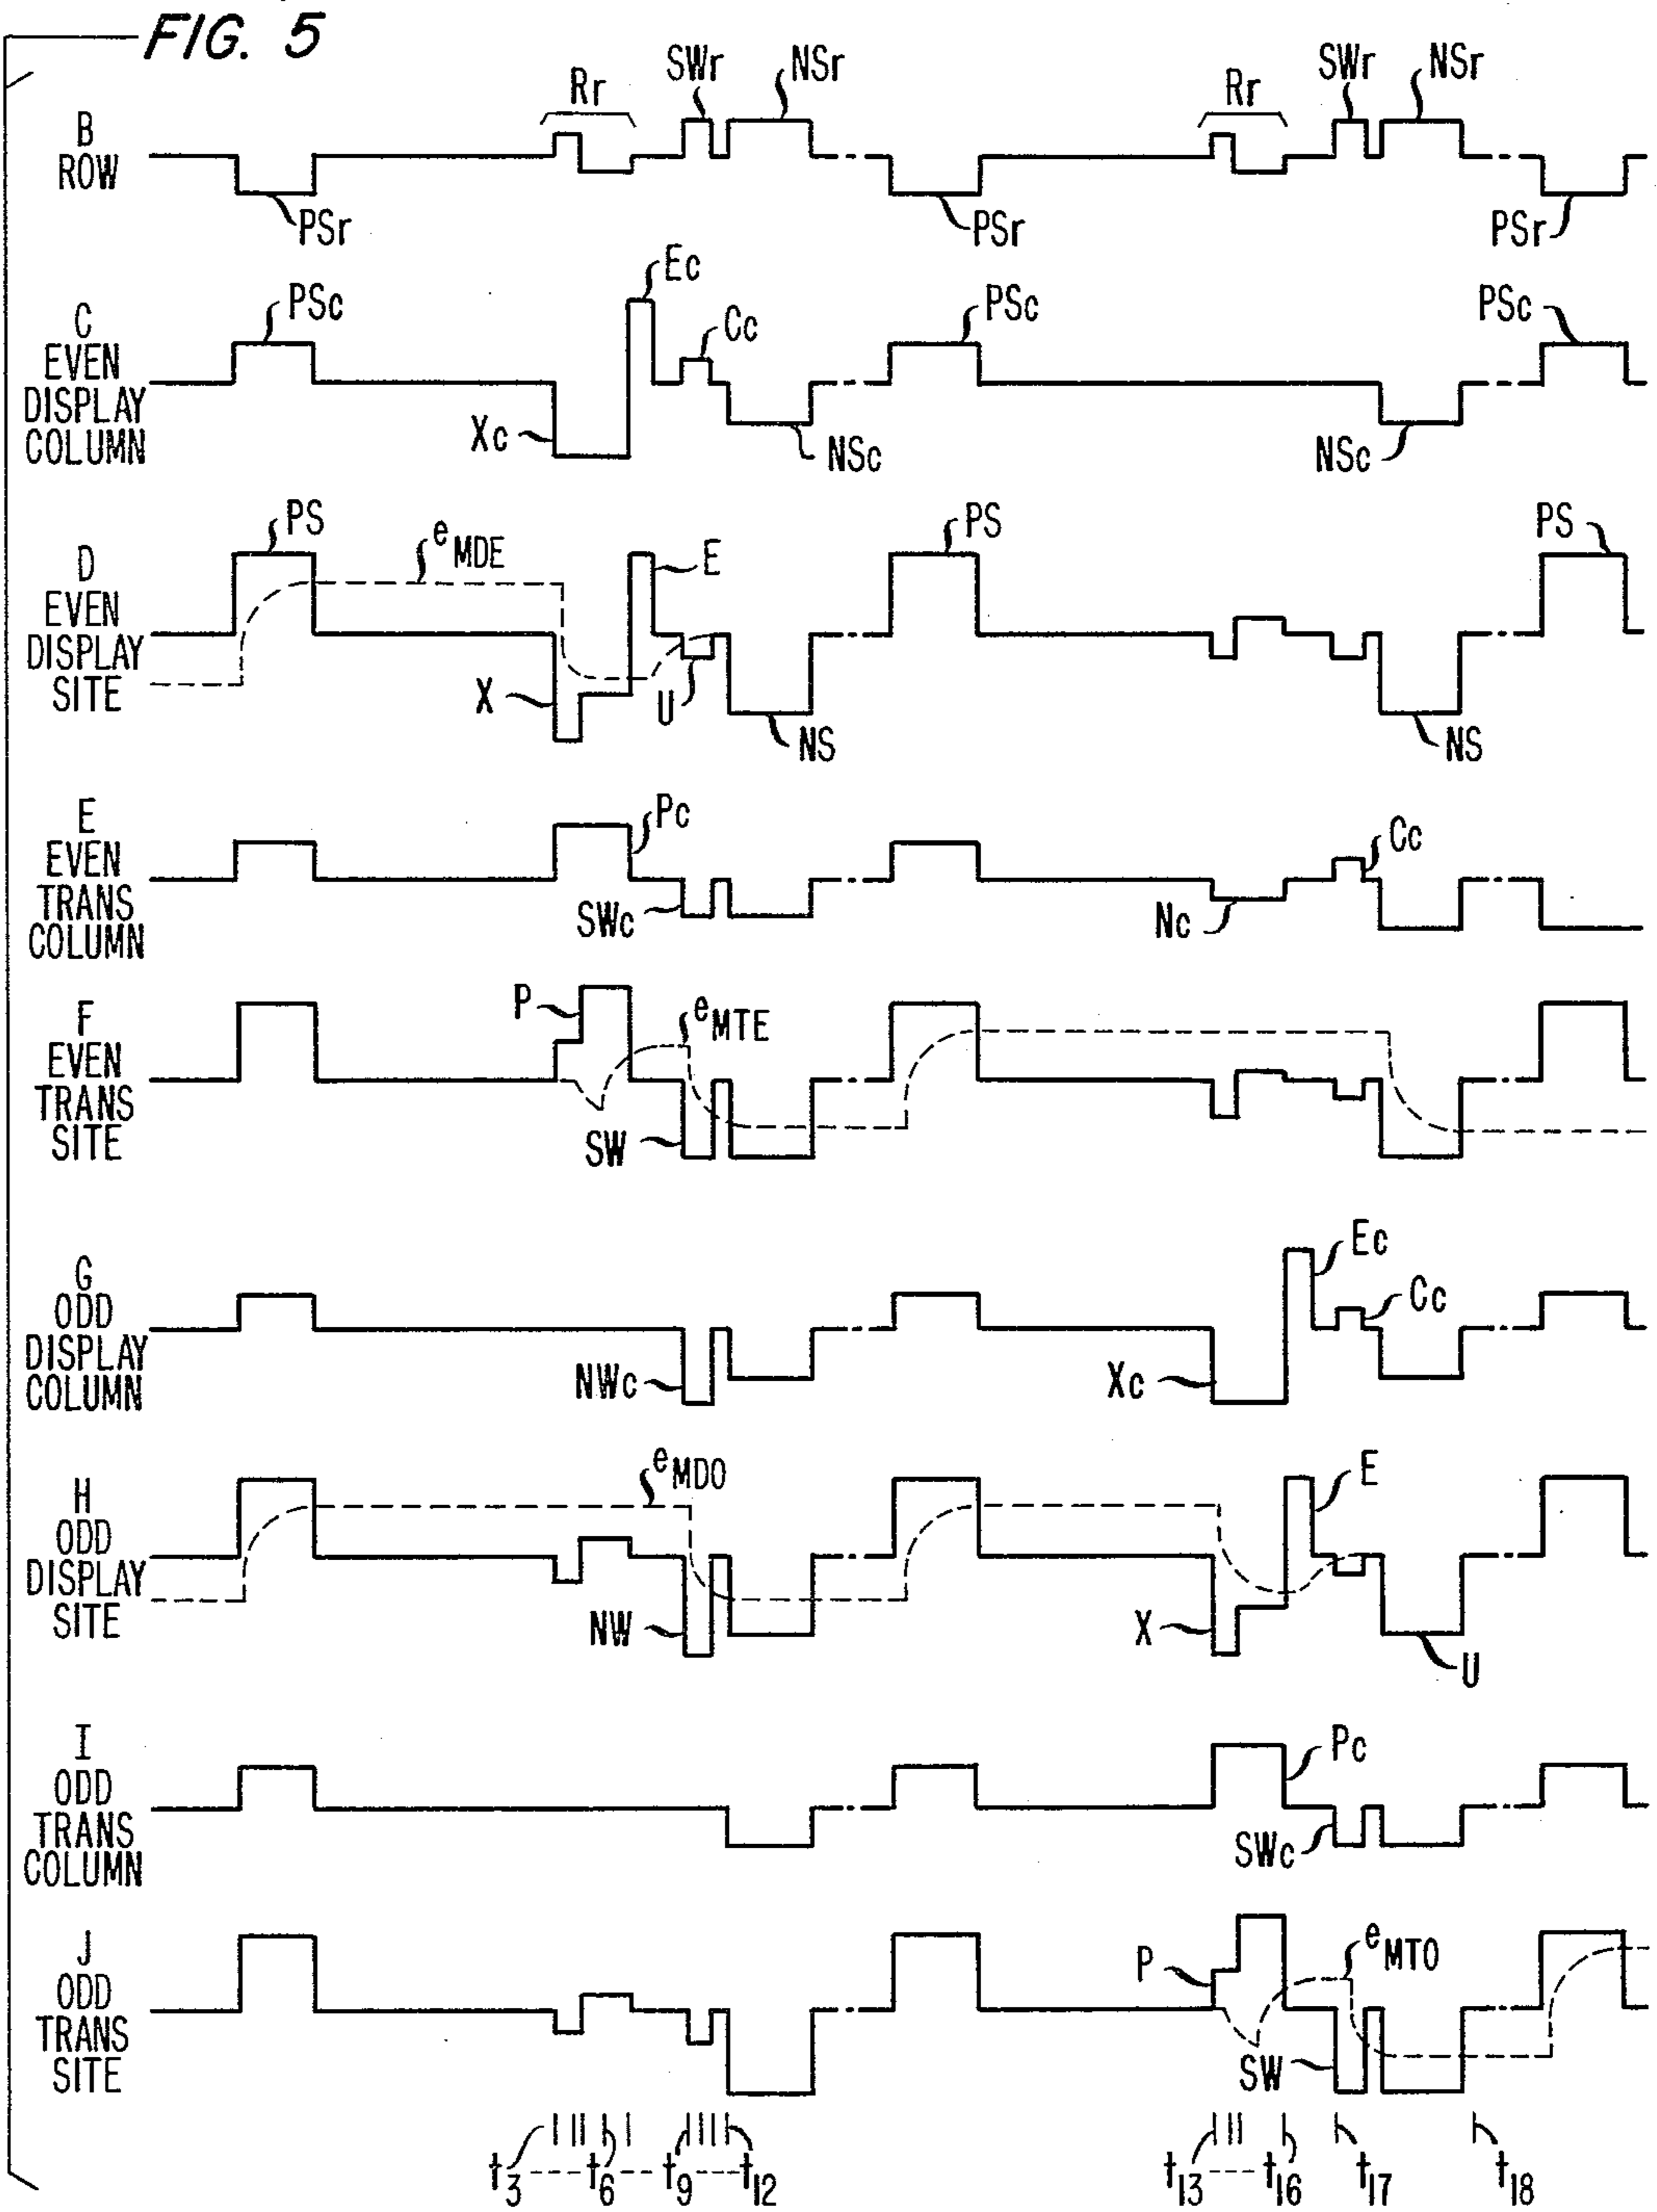 FIG. 5
SWr NSr SWr NSr
Rr Rr
B
ROW
PSr PSr PSr
Ec
PSc Cc PSc PSc
C
EVEN
DISPLAY
COLUMN
Xc NSc NSc
PS eMDE E PS PS
D
EVEN
DISPLAY
SITE
X U NS NS
E
EVEN
TRANS
COLUMN
Pc Cc
SWc Nc
P eMTE
F
EVEN
TRANS
SITE
SW
Ec
G
ODD
DISPLAY
COLUMN
Cc
NWc Xc
eMDO E
H
ODD
DISPLAY
SITE
NW X U
I
ODD
TRANS
COLUMN
Pc
SWc
J
ODD
TRANS
SITE
P eMTO
SW
t3 t6 t9 t12 t13 t16 t17 t18